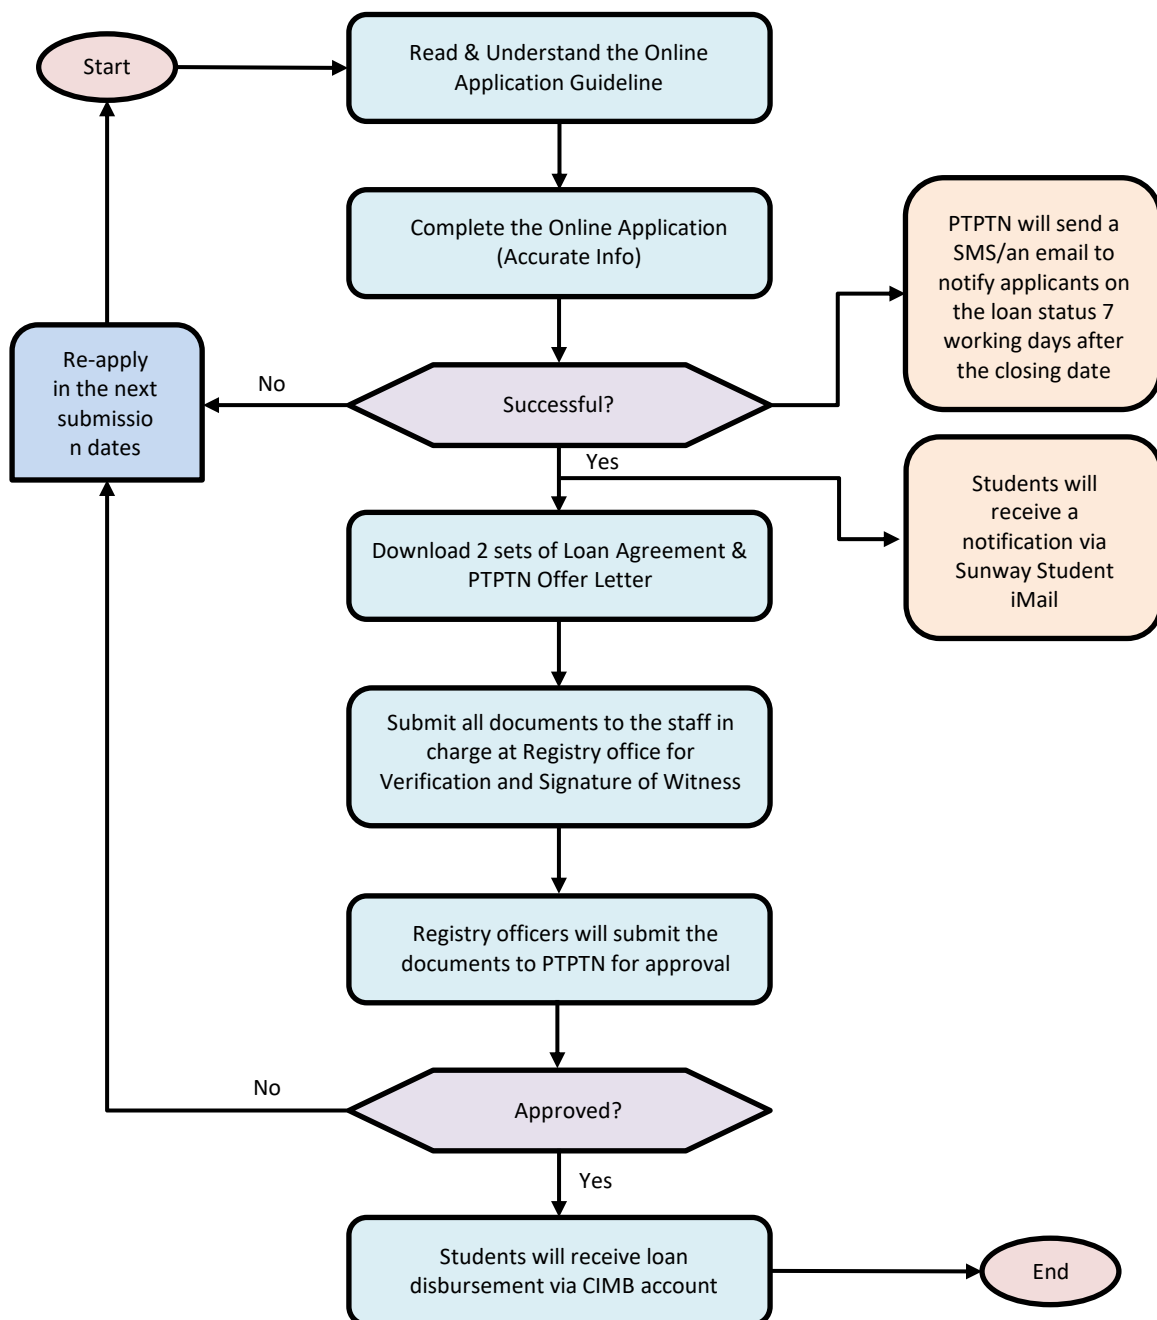 Start
Read & Understand the Online
Application Guideline
Complete the Online Application
(Accurate Info)
PTPTN will send a
SMS/an email to
notify applicants on
the loan status 7
working days after
the closing date
Re-apply
in the next
submissio
n dates
No
Successful?
Yes
Students will
receive a
notification via
Sunway Student
iMail
Download 2 sets of Loan Agreement &
PTPTN Offer Letter
Submit all documents to the staff in
charge at Registry office for
Verification and Signature of Witness
Registry officers will submit the
documents to PTPTN for approval
No
Approved?
Yes
Students will receive loan
disbursement via CIMB account
End